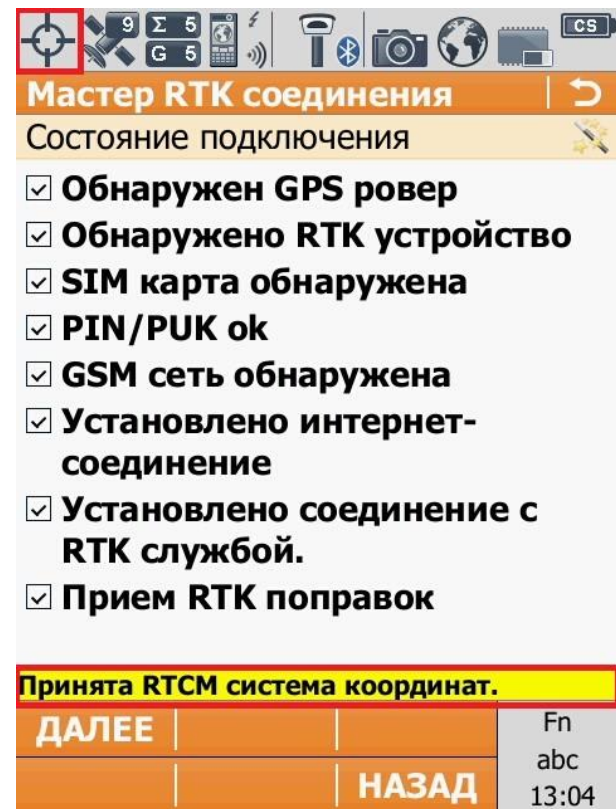 9 Σ 5
G 5
CS
Мастер RTK соединения
Состояние подключения
Обнаружен GPS ровер
Обнаружено RTK устройство
SIM карта обнаружена
PIN/PUK ok
GSM сеть обнаружена
Установлено интернет-
соединение
Установлено соединение с
RTK службой.
Прием RTK поправок
Принята RTCM система координат.
ДАЛЕЕ
Fn
abc
НАЗАД
13:04